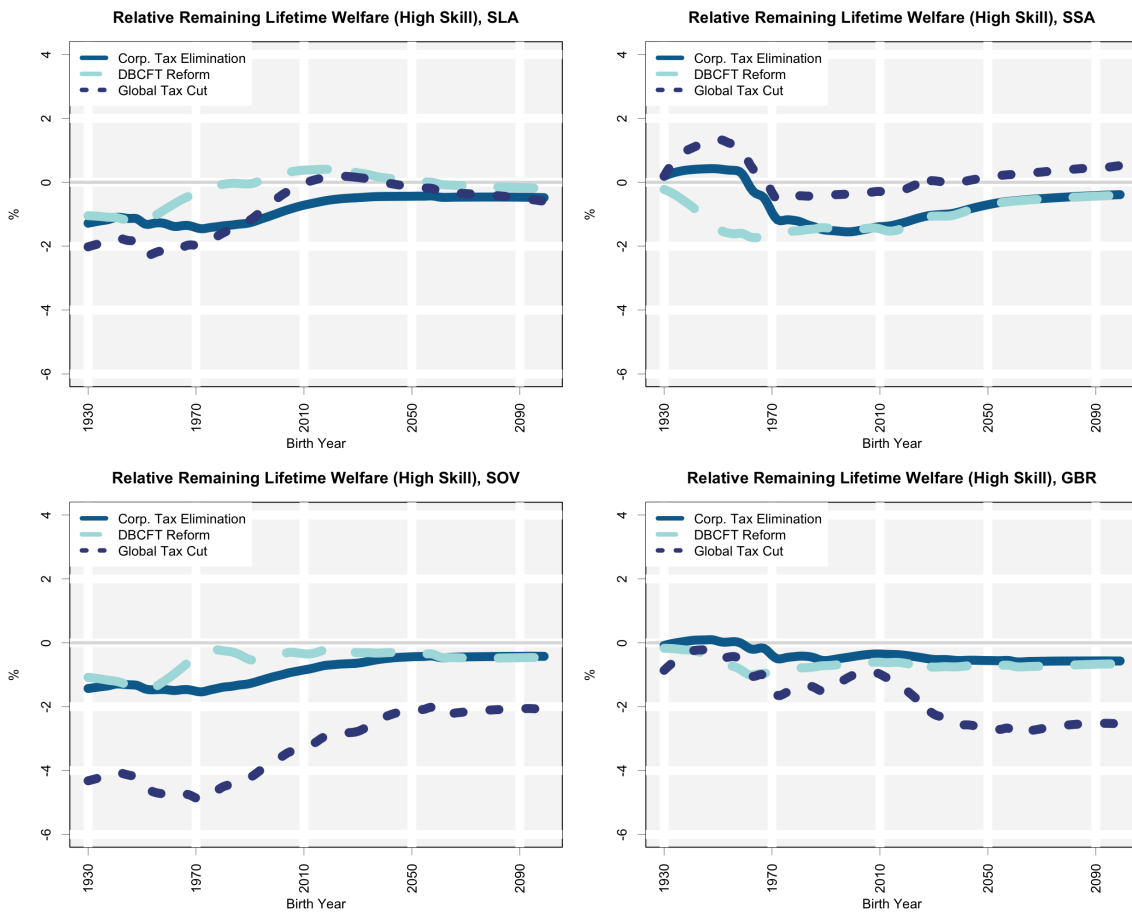 Relative Remaining Lifetime Welfare (High Skill), SLA
Corp. Tax Elimination
DBCFT Reform
Global Tax Cut
4
2
0
-2
-4
-6
%
1930
1970
2010
2050
2090
Birth Year
Relative Remaining Lifetime Welfare (High Skill), SSA
Corp. Tax Elimination
DBCFT Reform
Global Tax Cut
4
2
0
-2
-4
-6
%
1930
1970
2010
2050
2090
Birth Year
Relative Remaining Lifetime Welfare (High Skill), SOV
Corp. Tax Elimination
DBCFT Reform
Global Tax Cut
4
2
0
-2
-4
-6
%
1930
1970
2010
2050
2090
Birth Year
Relative Remaining Lifetime Welfare (High Skill), GBR
Corp. Tax Elimination
DBCFT Reform
Global Tax Cut
4
2
0
-2
-4
-6
%
1930
1970
2010
2050
2090
Birth Year